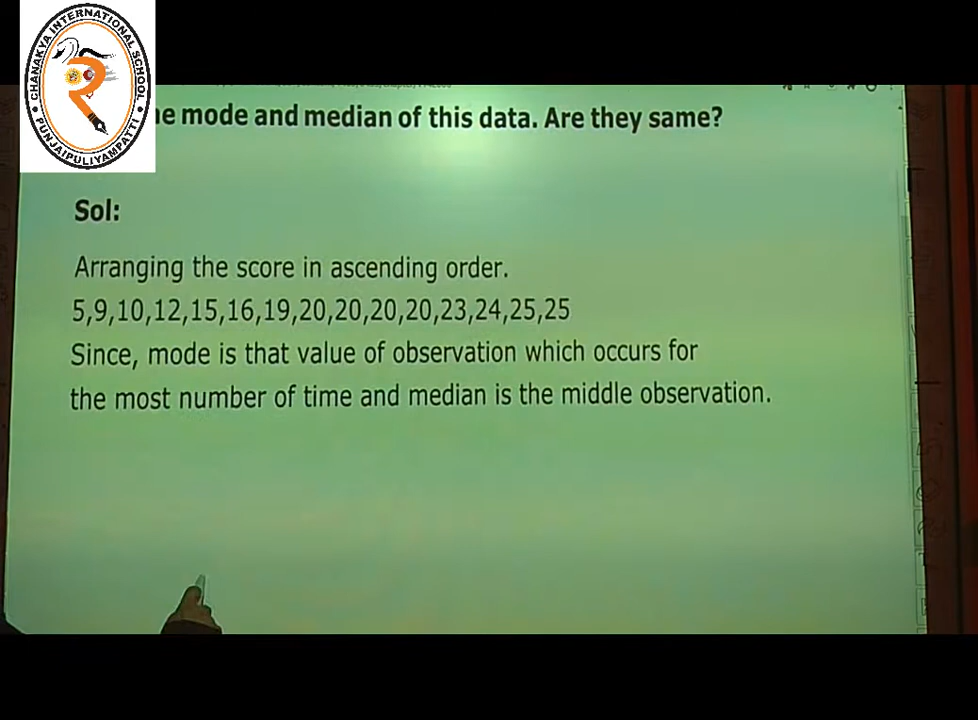 CHANAKYA INTERNATIONAL SCHOOL
PUNJAIPULIYAMPATTI
mode and median of this data. Are they same?
Sol:
Arranging the score in ascending order.
5,9,10,12,15,16,19,20,20,20,20,23,24,25,25
Since, mode is that value of observation which occurs for
the most number of time and median is the middle observation.